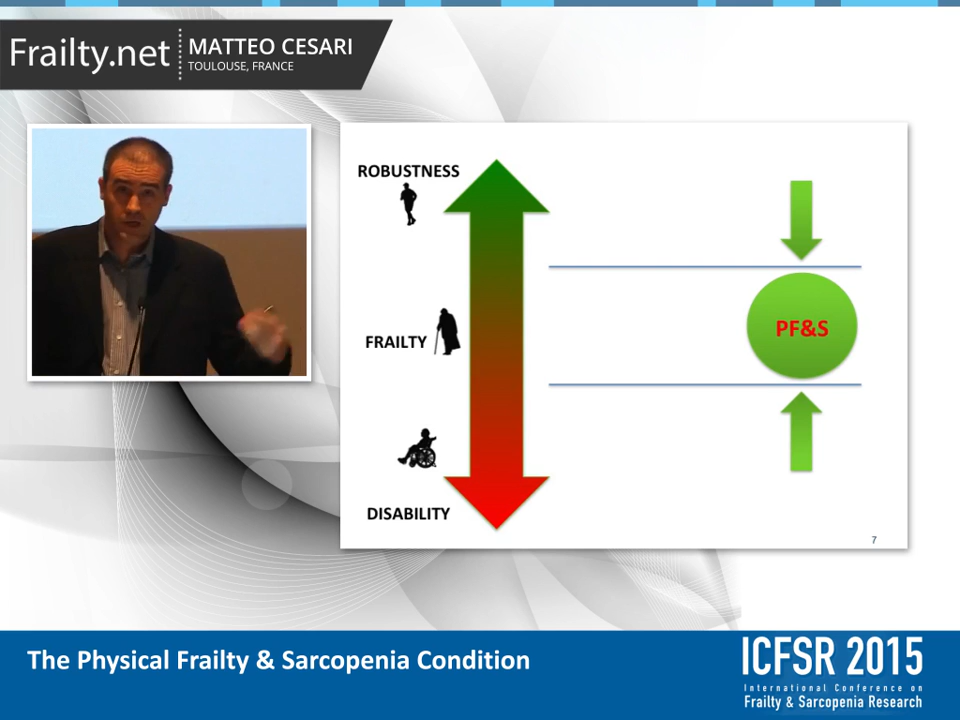 Frailty.net
MATTEO CESARI
TOULOUSE, FRANCE
ROBUSTNESS
FRAILTY
PF&S
DISABILITY
7
The Physical Frailty & Sarcopenia Condition
ICFSR 2015
International Conference on
Frailty & Sarcopenia Research